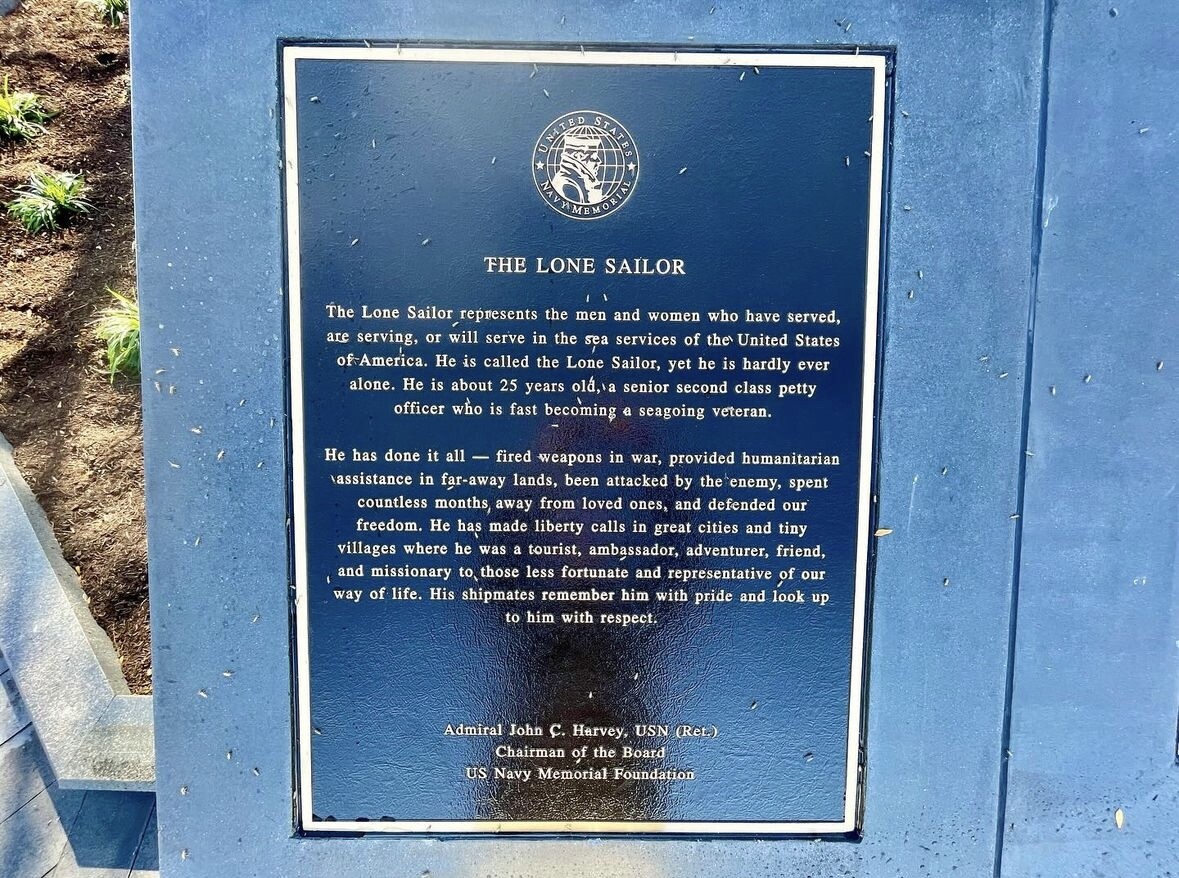 UNITED STATES
NAVY MEMORIAL
THE LONE SAILOR
The Lone Sailor represents the men and women who have served,
are serving, or will serve in the sea services of the United States
of America. He is called the Lone Sailor, yet he is hardly ever
alone. He is about 25 years old, a senior second class petty
officer who is fast becoming a seagoing veteran.
He has done it all — fired weapons in war, provided humanitarian
assistance in far-away lands, been attacked by the enemy, spent
countless months away from loved ones, and defended our
freedom. He has made liberty calls in great cities and tiny
villages where he was a tourist, ambassador, adventurer, friend,
and missionary to those less fortunate and representative of our
way of life. His shipmates remember him with pride and look up
to him with respect.
Admiral John C. Harvey, USN (Ret.)
Chairman of the Board
US Navy Memorial Foundation